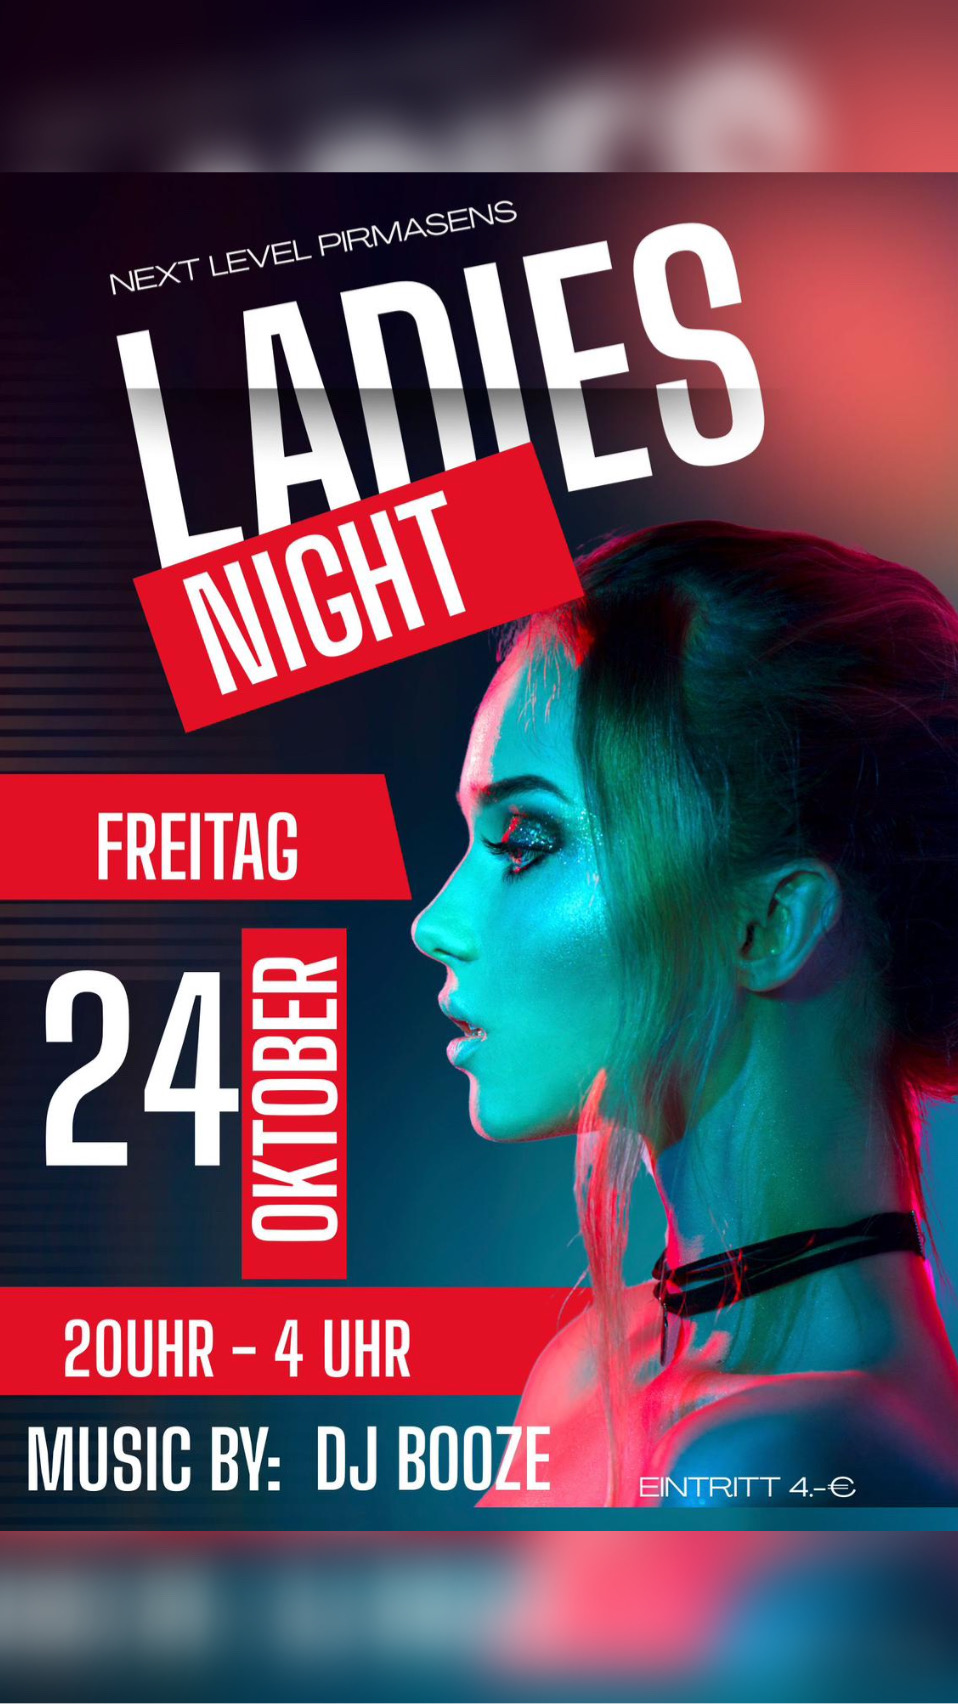 NEXT LEVEL PIRMASENS
LADIES
NIGHT
FREITAG
24
OKTOBER
20UHR - 4 UHR
MUSIC BY: DJ BOOZE
EINTRITT 4.-€